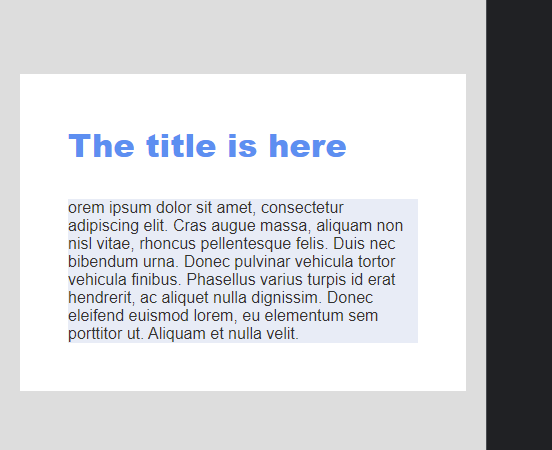 The title is here
orem ipsum dolor sit amet, consectetur
adipiscing elit. Cras augue massa, aliquam non
nisl vitae, rhoncus pellentesque felis. Duis nec
bibendum urna. Donec pulvinar vehicula tortor
vehicula finibus. Phasellus varius turpis id erat
hendrerit, ac aliquet nulla dignissim. Donec
eleifend euismod lorem, eu elementum sem
porttitor ut. Aliquam et nulla velit.